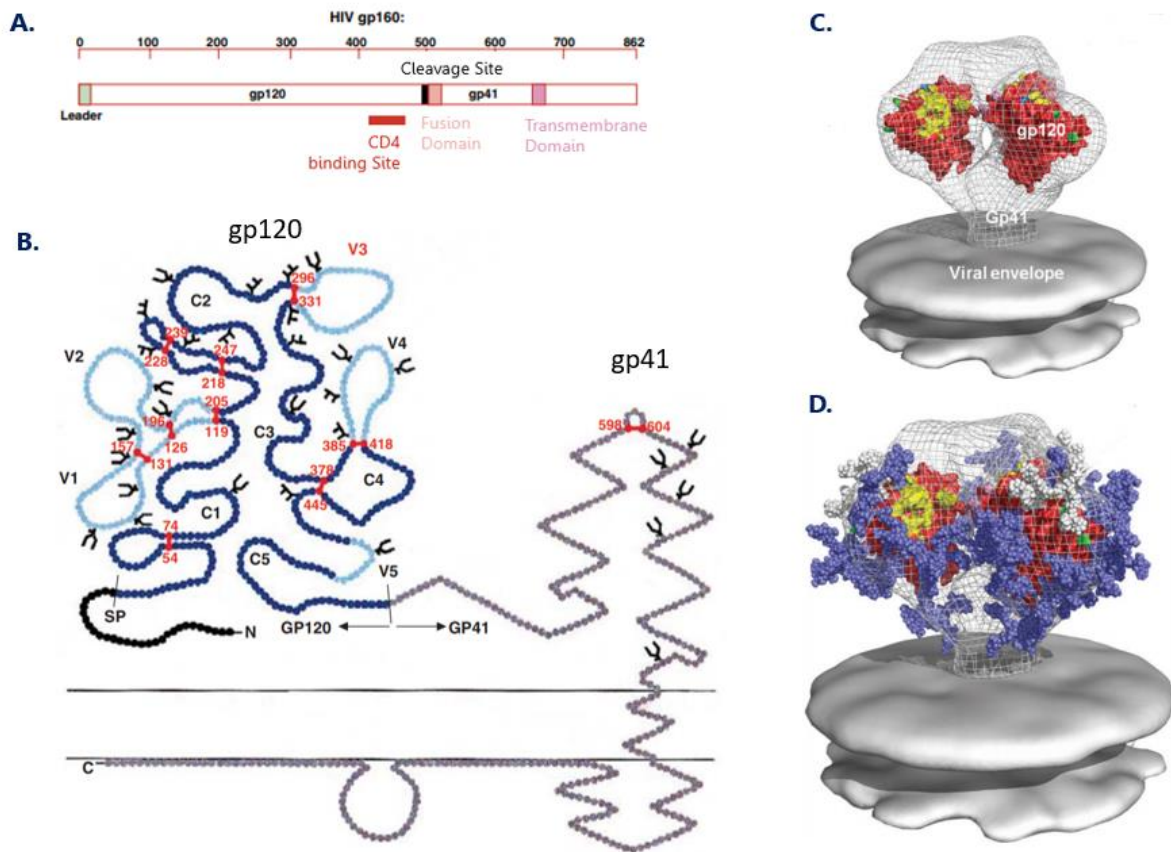 A.
HIV gp160:
0 100 200 300 400 500 600 700 862
Cleavage Site
gp120 gp41
Leader
CD4
binding Site
Fusion
Domain
Transmembrane
Domain
B.
gp120
V3
296
331
C2
239
228
247
218
V2
V4
gp41
205
119
196
126
157
131
C3
385 418
598 604
V1
378
445
C4
C1
74
54
C5
V5
SP
N
GP120 GP41
C
C.
gp120
Gp41
Viral envelope
D.